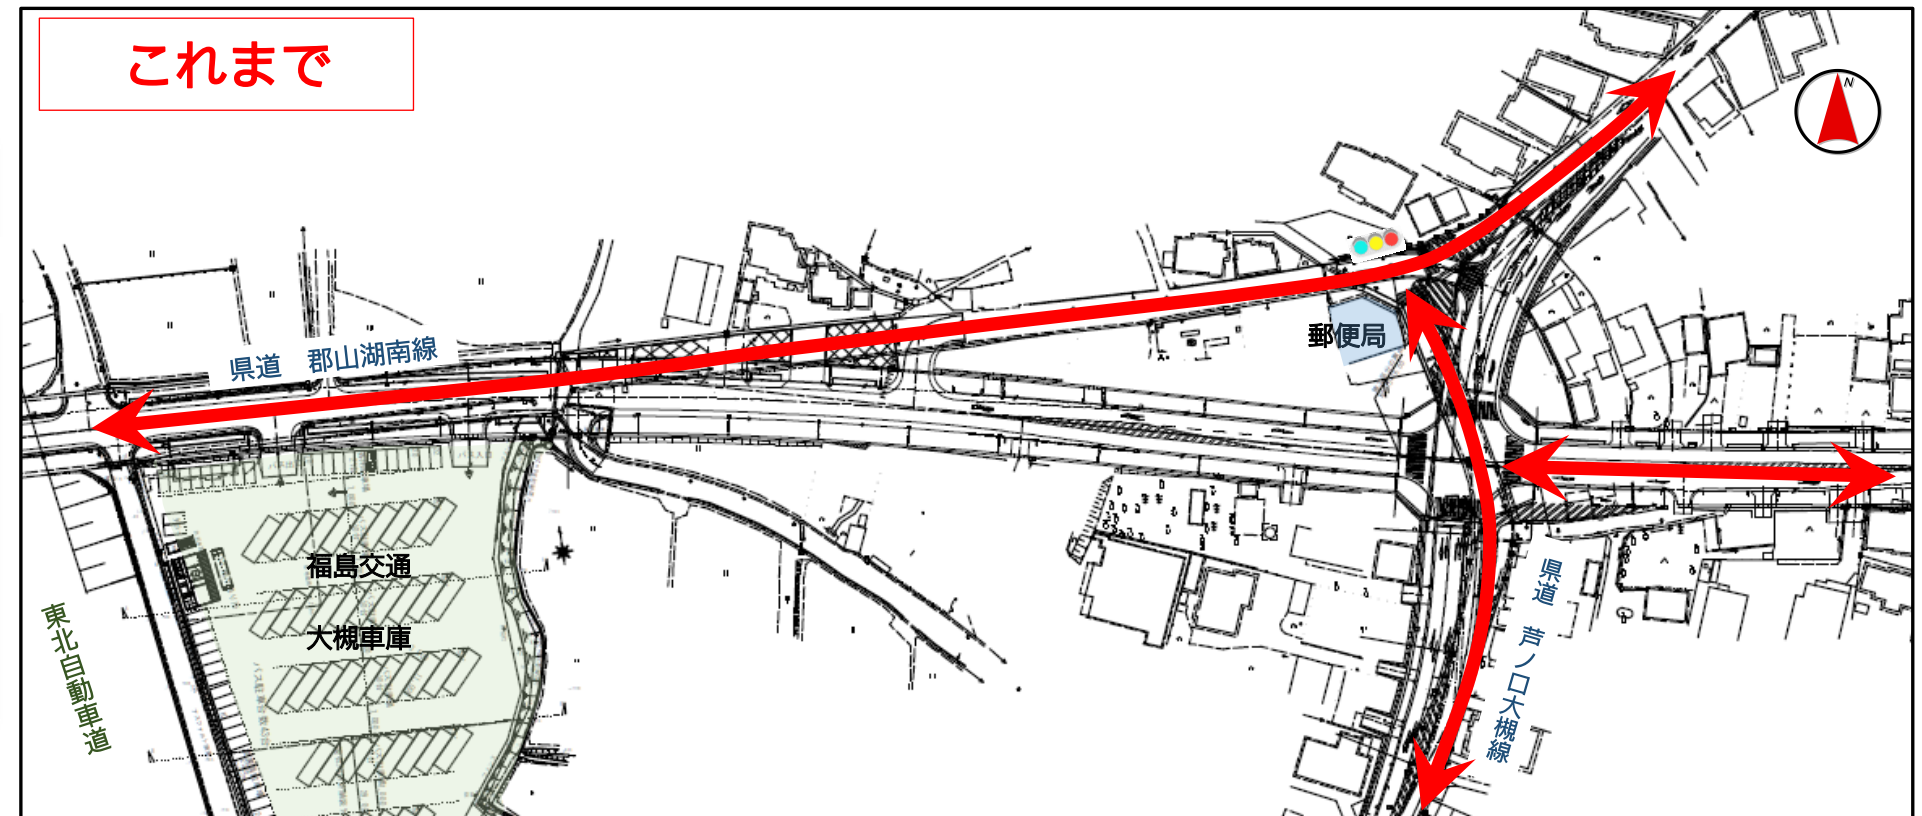 これまで
N
県道　郡山湖南線
郵便局
福島交通
大槻車庫
東北自動車道
県道　芦ノ口大槻線